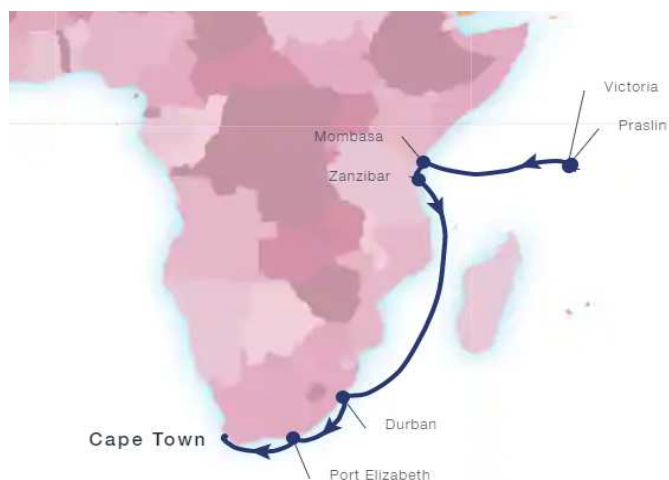 Victoria
Praslin
Mombasa
Zanzibar
Durban
Cape Town
Port Elizabeth